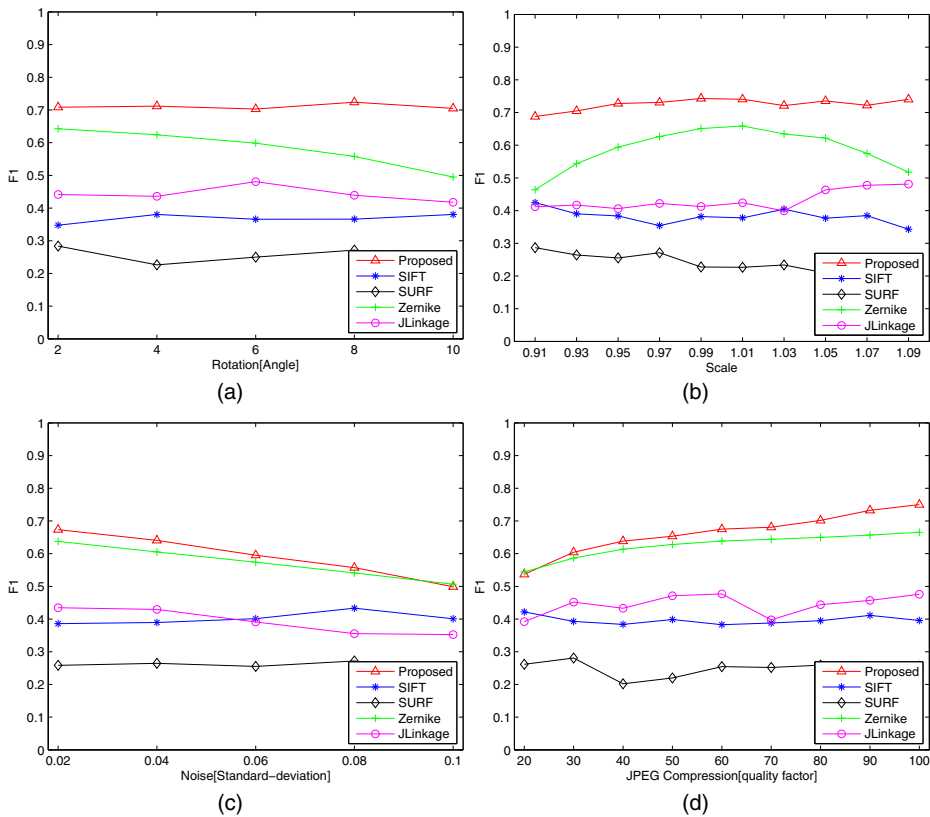 1
0.9
0.8
0.7
0.6
0.5
0.4
0.3
0.2
0.1
0
F1
2 4 6 8 10
Rotation[Angle]
Proposed
SIFT
SURF
Zernike
JLinkage
(a)
1
0.9
0.8
0.7
0.6
0.5
0.4
0.3
0.2
0.1
0
F1
0.91 0.93 0.95 0.97 0.99 1.01 1.03 1.05 1.07 1.09
Scale
Proposed
SIFT
SURF
Zernike
JLinkage
(b)
1
0.9
0.8
0.7
0.6
0.5
0.4
0.3
0.2
0.1
0
F1
0.02 0.04 0.06 0.08 0.1
Noise[Standard-deviation]
Proposed
SIFT
SURF
Zernike
JLinkage
(c)
1
0.9
0.8
0.7
0.6
0.5
0.4
0.3
0.2
0.1
0
F1
20 30 40 50 60 70 80 90 100
JPEG Compression[quality factor]
Proposed
SIFT
SURF
Zernike
JLinkage
(d)